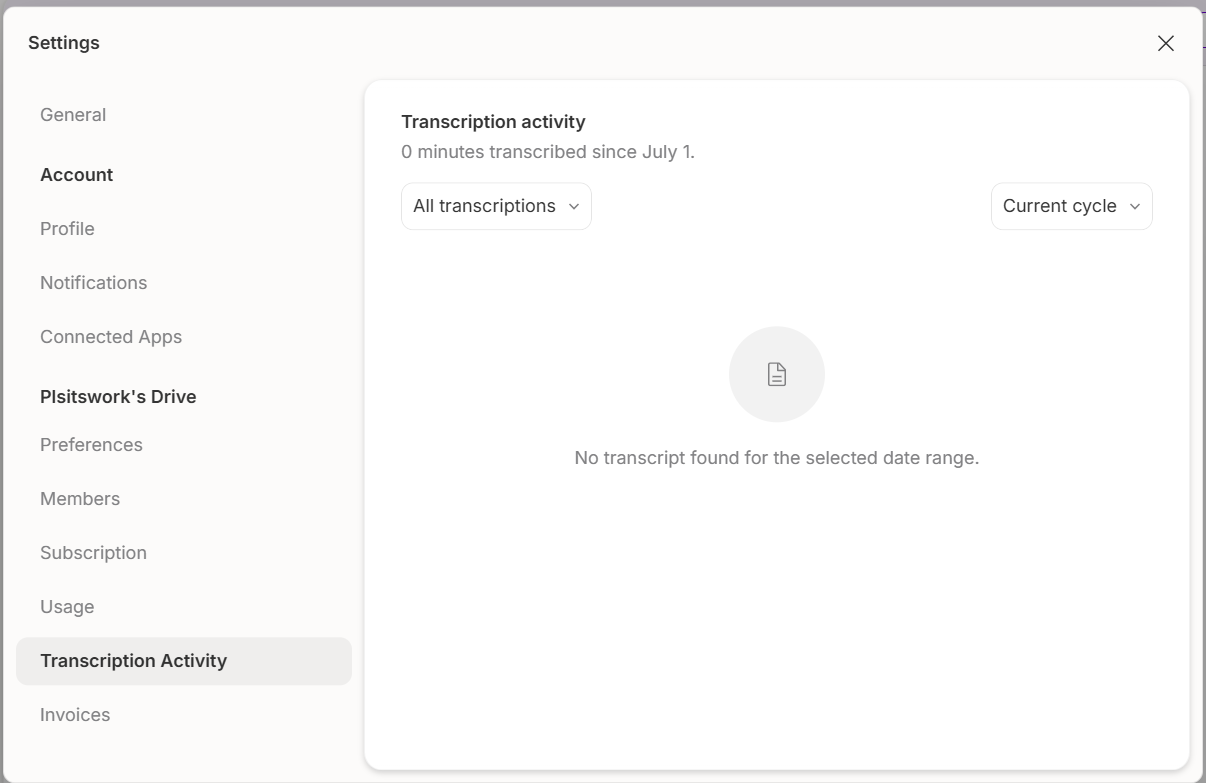 Settings
General
Account
Profile
Notifications
Connected Apps
Plsitswork's Drive
Preferences
Members
Subscription
Usage
Transcription Activity
Invoices
Transcription activity
0 minutes transcribed since July 1.
All transcriptions
Current cycle
No transcript found for the selected date range.